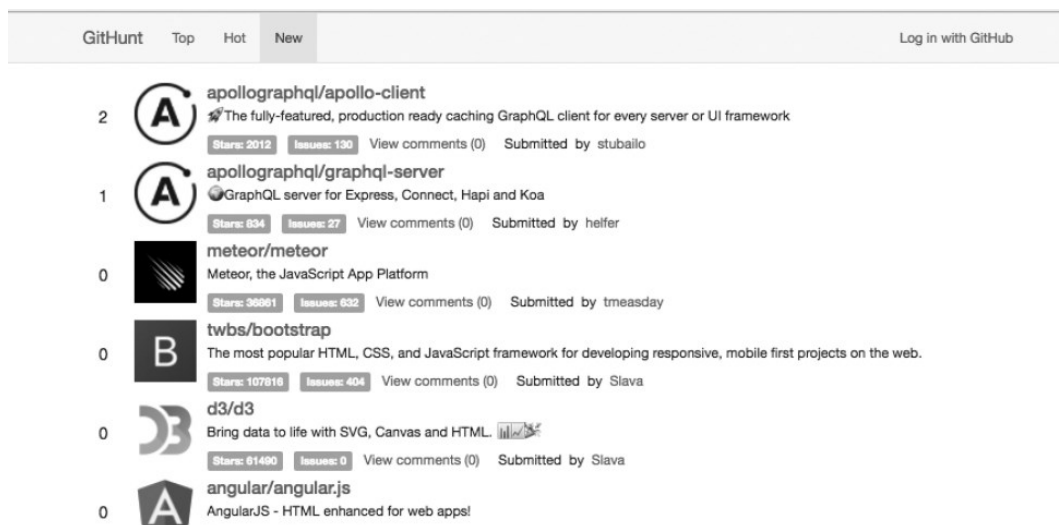 GitHunt Top Hot New Log in with GitHub
apollographql/apollo-client
2
A
🚀The fully-featured, production ready caching GraphQL client for every server or UI framework
Stars: 2012 Issues: 130 View comments (0) Submitted by stubailo
apollographql/graphql-server
1
A
🌍GraphQL server for Express, Connect, Hapi and Koa
Stars: 834 Issues: 27 View comments (0) Submitted by helfer
meteor/meteor
0
Meteor, the JavaScript App Platform
Stars: 36861 Issues: 632 View comments (0) Submitted by tmeasday
twbs/bootstrap
0
B
The most popular HTML, CSS, and JavaScript framework for developing responsive, mobile first projects on the web.
Stars: 107816 Issues: 404 View comments (0) Submitted by Slava
d3/d3
0
D3
Bring data to life with SVG, Canvas and HTML. 📊📈🎉
Stars: 61490 Issues: 0 View comments (0) Submitted by Slava
angular/angular.js
0
A
AngularJS - HTML enhanced for web apps!